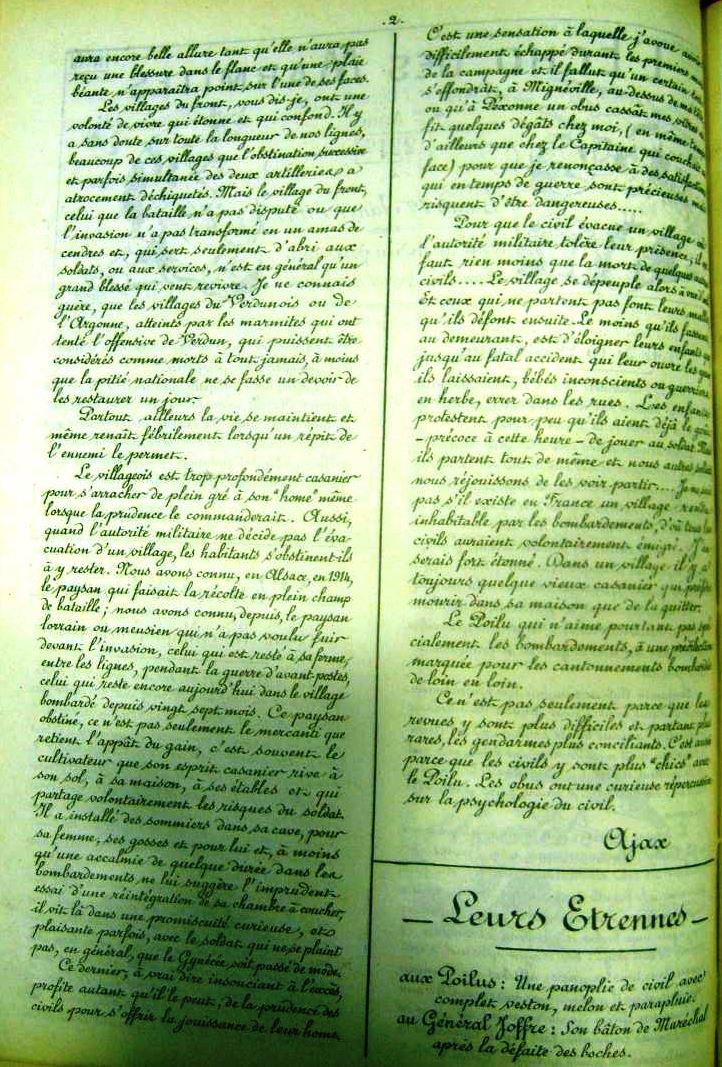 .2.
aura encore belle allure tant qu'elle n'aura pas
reçu une blessure dans le flanc et qu'une plaie
béante n'apparaîtra point sur l'une de ses faces.
Les villages du front, vous dis-je, ont une
volonté de vivre qui étonne et qui confond. Il y
a sans doute sur toute la longueur de nos lignes,
beaucoup de ces villages que l'obstination successive
et parfois simultanée des deux artilleries a
atrocement déchiquetés. Mais le village du front,
celui que la bataille n'a pas disputé ou que
l'invasion n'a pas transformé en un amas de
cendres et, qui sert seulement d'abri aux
soldats, ou aux services, n'est en général qu'un
grand blessé qui veut revivre. Je ne connais
guère, que les villages du Verdunois ou de
l'Argonne, atteints par les marmites qui ont
tenté l'offensive de Verdun, qui puissent être
considérés comme morts à tout jamais, à moins
que la pitié nationale ne se fasse un devoir de
les restaurer un jour.
Partout ailleurs la vie se maintient et
même renait fébrilement lorsqu'un répit de
l'ennemi le permet.
Le villageois est trop profondément casanier
pour s'arracher de plein gré à son "home" même
lorsque la prudence le commanderait. Aussi,
quand l'autorité militaire ne décide pas l'éva-
cuation d'un village, les habitants s'obstinent-ils
à y rester. Nous avons connu, en Alsace, en 1914,
le paysan qui faisait la récolte en plein champ
de bataille; nous avons connu, depuis, le paysan
lorrain ou meusien qui n'a pas voulu fuir
devant l'invasion, celui qui est resté à sa ferme,
entre les lignes, pendant la guerre d'avant-postes,
celui qui reste encore aujourd'hui dans le village
bombardé depuis vingt sept mois. Ce paysan
obstiné, ce n'est pas seulement le mercanti que
retient l'appât du gain, c'est souvent le
cultivateur que son esprit casanier rive à
son sol, à sa maison, à ses étables et qui
partage volontairement les risques du soldat.
Il a installé des sommiers dans sa cave, pour
sa femme, ses gosses et pour lui et, à moins
qu'une accalmie de quelque durée dans les
bombardements ne lui suggère l'imprudent
essai d'une réintégration de sa chambre à coucher,
il vit là dans une promiscuité curieuse, et
plaisante parfois, avec le soldat qui ne se plaint
pas, en général, que le Gynécée soit passé de mode.
Ce dernier, à vrai dire insouciant à l'excès,
profite autant qu'il le peut, de la prudence des
civils pour s'offrir la jouissance de leur home.
C'est une sensation à laquelle j'avoue avoir
difficilement échappé durant les premiers mois
de la campagne et il fallut qu'un certain
s'effondrât, à Mignéville, au-dessus de ma
ou qu'à Pexonne un obus cassât mes vitres
fit quelques dégâts chez moi, (en même temps
d'ailleurs que chez le Capitaine qui couchait
face) pour que je renonçasse à des satisfactions
qui en temps de guerre sont précieuses mais
risquent d'être dangereuses.....
Pour que le civil évacue un village où
l'autorité militaire tolère leur présence, il ne
faut rien moins que la mort de quelques autres
civils.... Le village se dépeuple alors à vue
et ceux qui ne partent pas font leurs malles
qu'ils défont ensuite. Le moins qu'ils fassent
au demeurant, est d'éloigner leurs enfants que
jusqu'au fatal accident qui leur ouvre les yeux
ils laissaient, bébés inconscients ou guerriers
en herbe, errer dans les rues. Les enfants
protestent pour peu qu'ils aient déjà le goût
- précoce à cette heure - de jouer au soldat. Mais
ils partent tout de même et nous autres soldats
nous réjouissons de les voir partir.... Je ne sais
pas s'il existe en France un village rendu
inhabitable par les bombardements, d'où tous les
civils auraient volontairement émigré. J'en
serais fort étonné. Dans un village il y a
toujours quelque vieux casanier qui préfère
mourir dans sa maison que de la quitter.
Le Poilu qui n'aime pourtant pas spé-
cialement les bombardements, à une prédilection
marquée pour les cantonnements bombardés
de loin en loin.
Ce n'est pas seulement parce que les
revues y sont plus difficiles et partant plus
rares, les gendarmes plus conciliants. C'est aussi
parce que les civils y sont plus "chics" avec
le Poilu. Les obus ont une curieuse répercussion
sur la psychologie du civil.
Ajax
- Leurs Etrennes -
aux Poilus : Une panoplie de civil avec
complet veston, melon et parapluie.
au Général Joffre : Son bâton de Maréchal
après la défaite des boches.